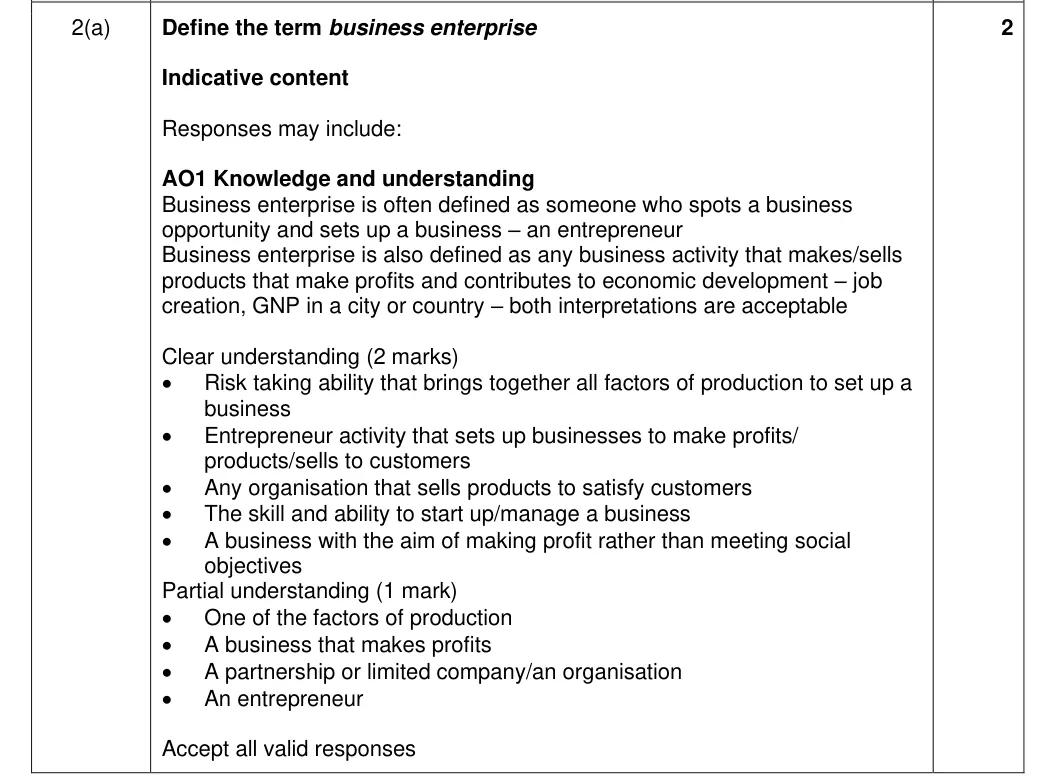 2(a) Define the term business enterprise 2
Indicative content
Responses may include:
AO1 Knowledge and understanding
Business enterprise is often defined as someone who spots a business
opportunity and sets up a business – an entrepreneur
Business enterprise is also defined as any business activity that makes/sells
products that make profits and contributes to economic development – job
creation, GNP in a city or country – both interpretations are acceptable
Clear understanding (2 marks)
• Risk taking ability that brings together all factors of production to set up a
business
• Entrepreneur activity that sets up businesses to make profits/
products/sells to customers
• Any organisation that sells products to satisfy customers
• The skill and ability to start up/manage a business
• A business with the aim of making profit rather than meeting social
objectives
Partial understanding (1 mark)
• One of the factors of production
• A business that makes profits
• A partnership or limited company/an organisation
• An entrepreneur
Accept all valid responses